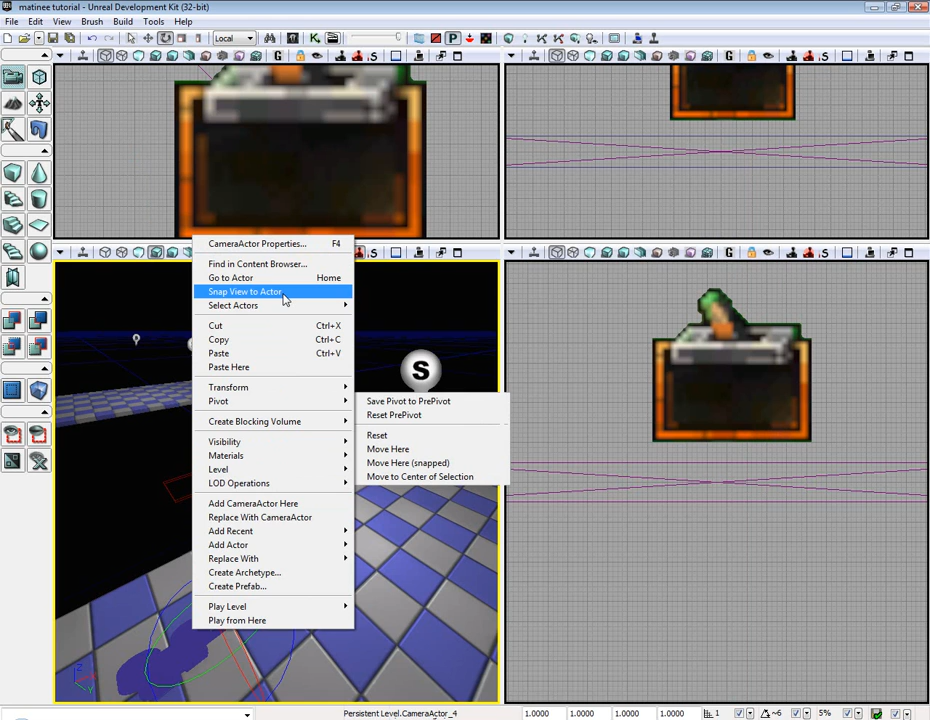 matinee tutorial - Unreal Development Kit (32-bit)
File Edit View Brush Build Tools Help
Local
G
S
G
S
P
CameraActor Properties... F4
Find in Content Browser...
Go to Actor Home
Snap View to Actor
Select Actors
Cut Ctrl+X
Copy Ctrl+C
Paste Ctrl+V
Paste Here
Transform
Pivot
Create Blocking Volume
Visibility
Materials
Level
LOD Operations
Add CameraActor Here
Replace With CameraActor
Add Recent
Add Actor
Replace With
Create Archetype...
Create Prefab...
Play Level
Play from Here
Save Pivot to PrePivot
Reset PrePivot
Reset
Move Here
Move Here (snapped)
Move to Center of Selection
S
Z
Y
S
G
S
Persistent Level.CameraActor_4 1.0000 1.0000 1.0000 1.0000 1 ~6 5%